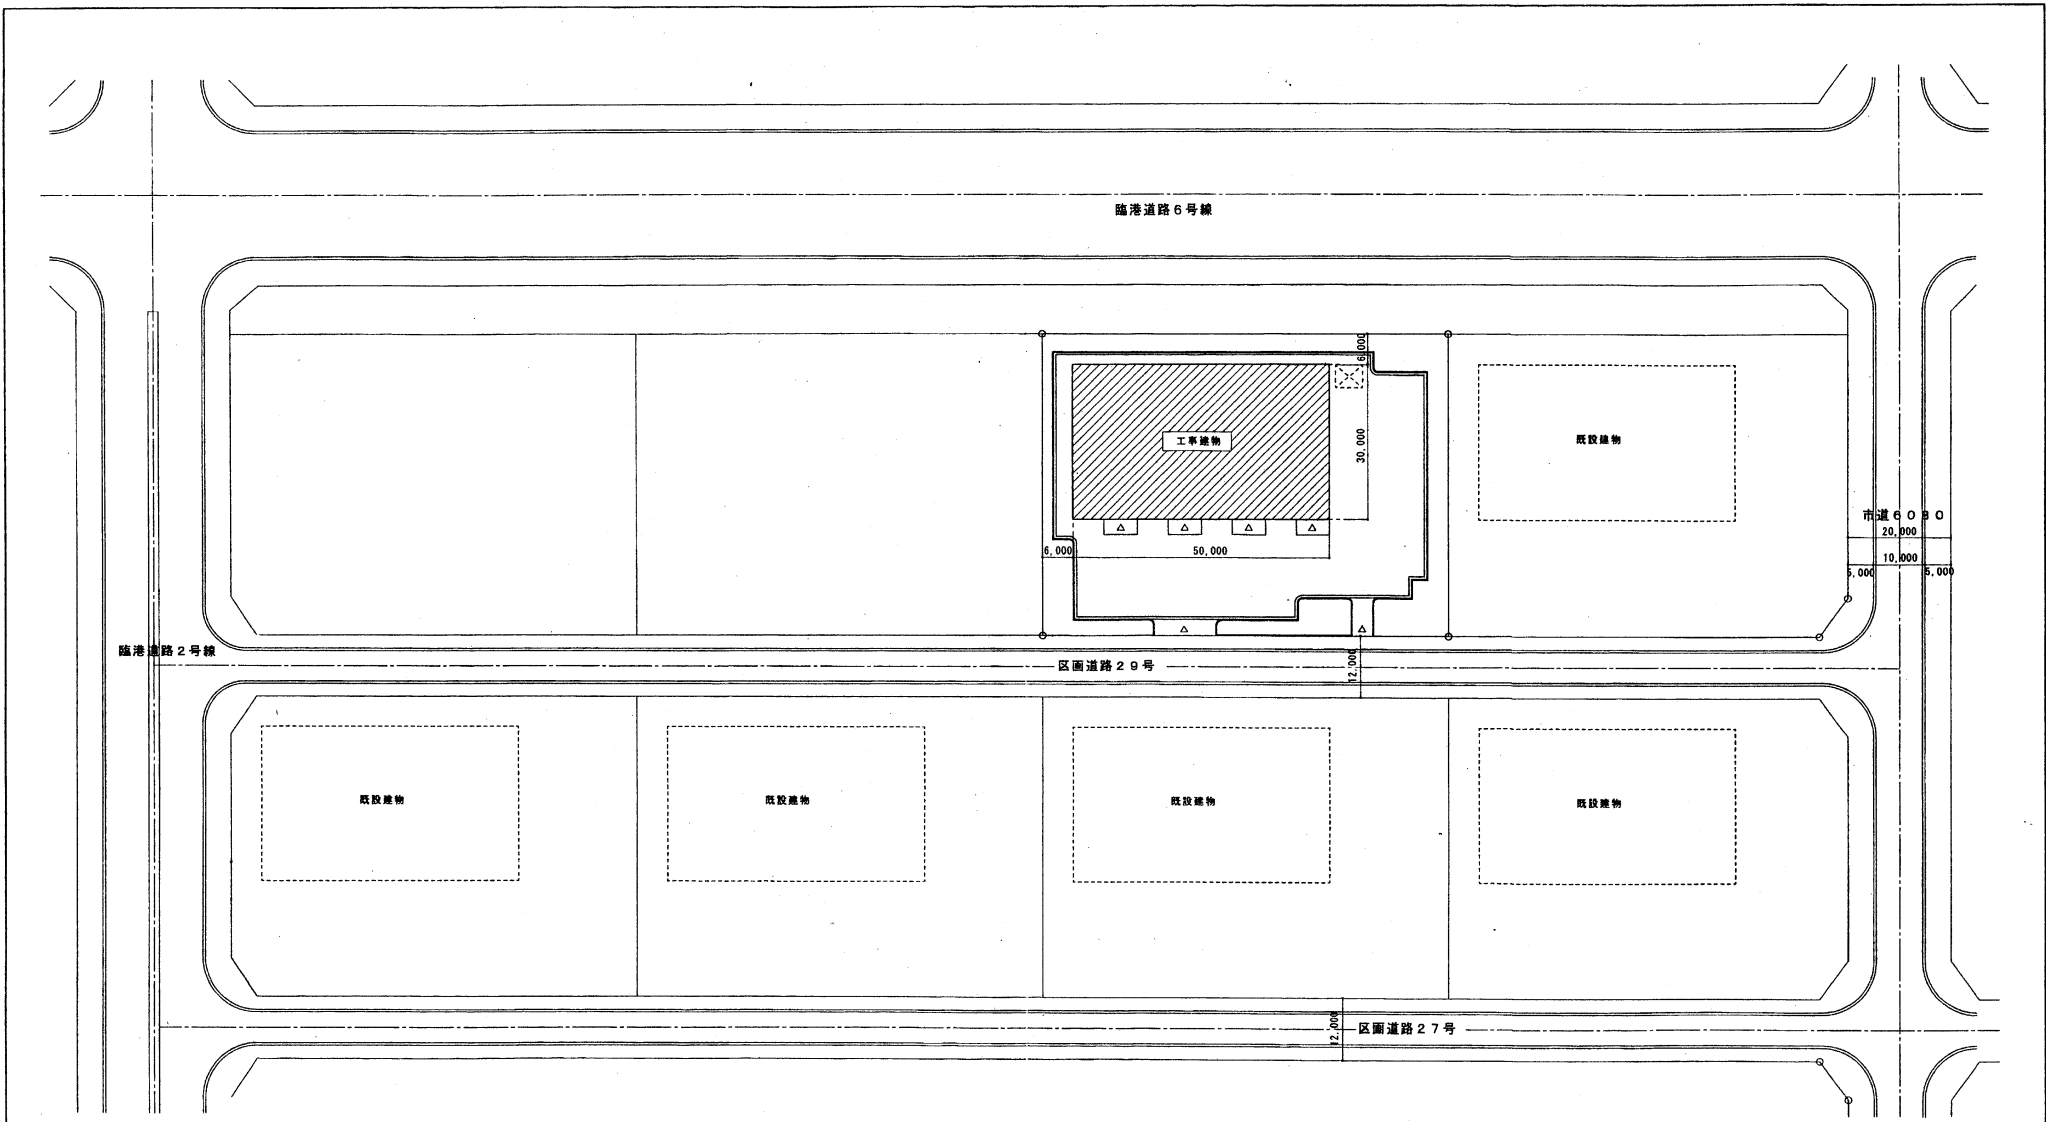 臨港道路6号線
6,000
工事建物
30,000
既設建物
市道6080
20,000
6,000
50,000
10,000
5,000
5,000
臨港道路2号線
区画道路29号
12,000
既設建物
既設建物
既設建物
既設建物
12,000
区画道路27号